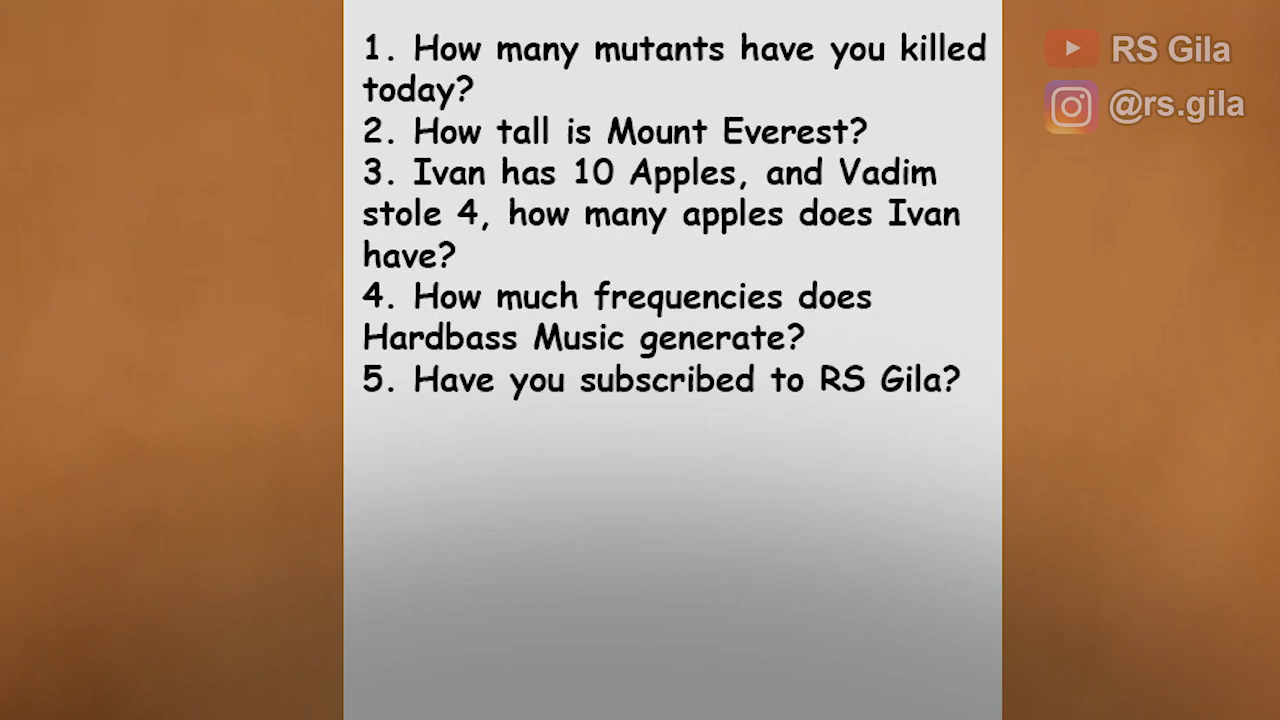 1. How many mutants have you killed
today?
2. How tall is Mount Everest?
3. Ivan has 10 Apples, and Vadim
stole 4, how many apples does Ivan
have?
4. How much frequencies does
Hardbass Music generate?
5. Have you subscribed to RS Gila?
RS Gila
@rs.gila